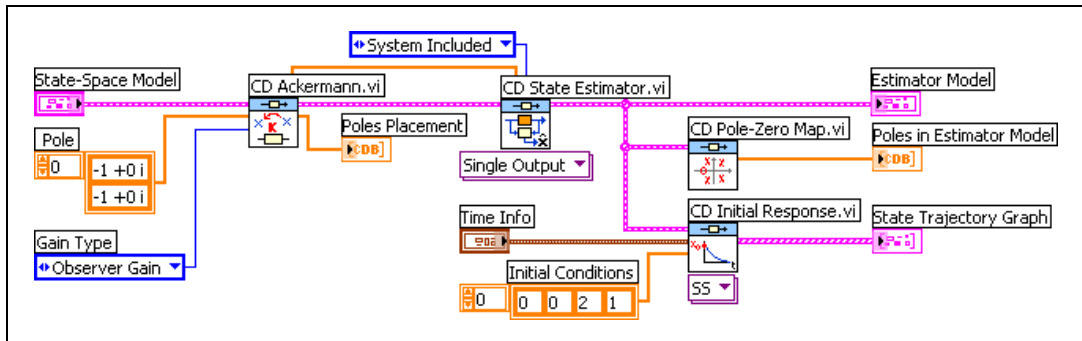 System Included
State-Space Model
CD Ackermann.vi
CD State Estimator.vi
Estimator Model
K
x̂
Pole
0
-1 +0 i
-1 +0 i
Poles Placement
CDB]
Single Output
CD Pole-Zero Map.vi
Poles in Estimator Model
CDB]
Gain Type
Observer Gain
Time Info
CD Initial Response.vi
State Trajectory Graph
x₀
t
SS
Initial Conditions
0
0 0 2 1